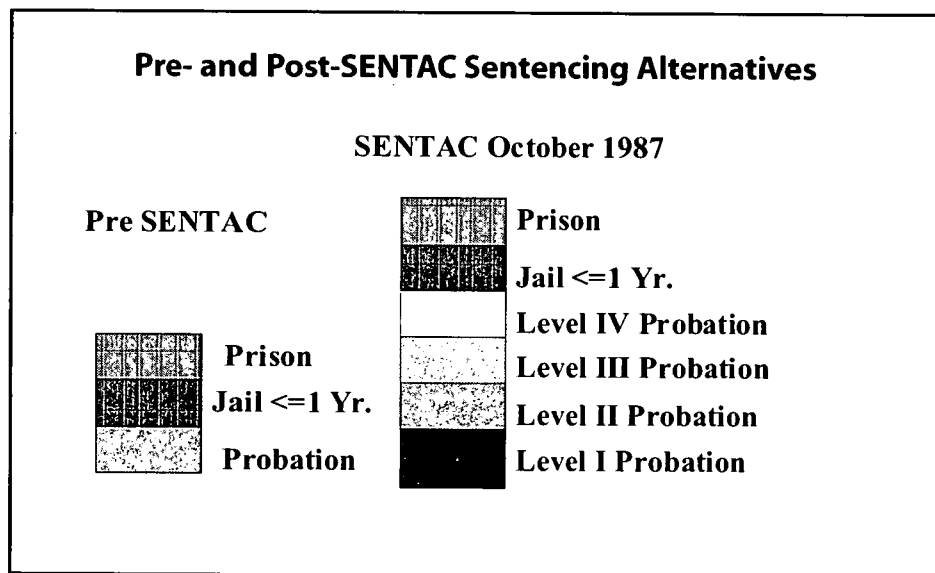 Pre- and Post-SENTAC Sentencing Alternatives
SENTAC October 1987
Pre SENTAC
Prison
Jail <=1 Yr.
Probation
Prison
Jail <=1 Yr.
Level IV Probation
Level III Probation
Level II Probation
Level I Probation